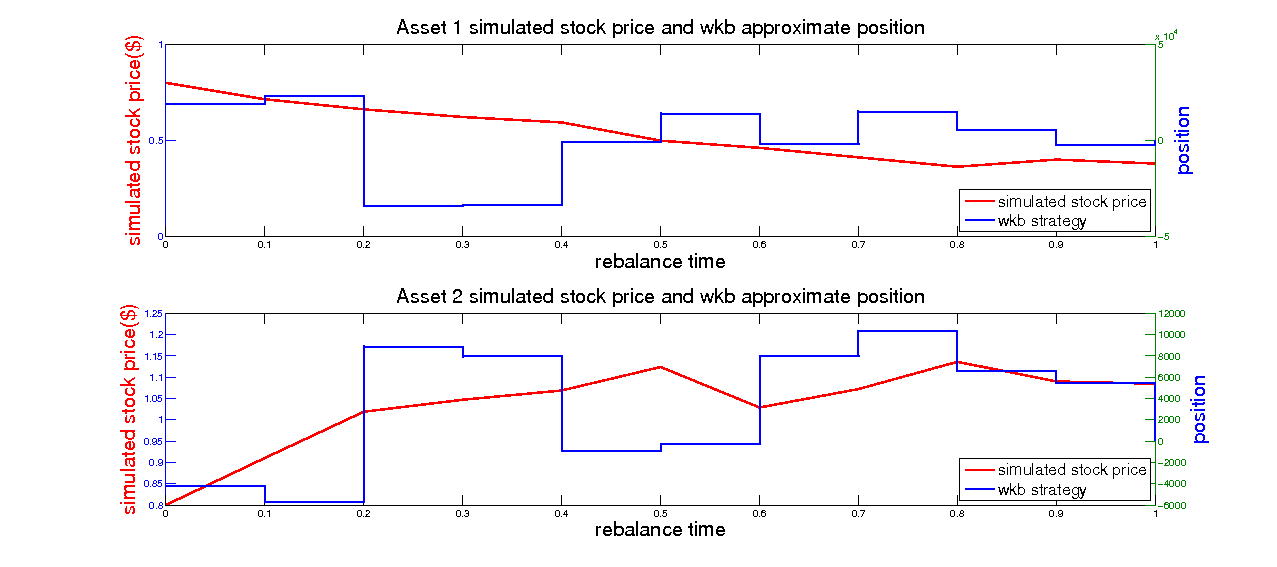 Asset 1 simulated stock price and wkb approximate position
x 10^4
simulated stock price($)
1
0.5
0
5
0
-5
position
simulated stock price
wkb strategy
0 0.1 0.2 0.3 0.4 0.5 0.6 0.7 0.8 0.9 1
rebalance time
Asset 2 simulated stock price and wkb approximate position
simulated stock price($)
1.25
1.2
1.15
1.1
1.05
1
0.95
0.9
0.85
0.8
12000
10000
8000
6000
4000
2000
0
-2000
-4000
-6000
position
simulated stock price
wkb strategy
0 0.1 0.2 0.3 0.4 0.5 0.6 0.7 0.8 0.9 1
rebalance time